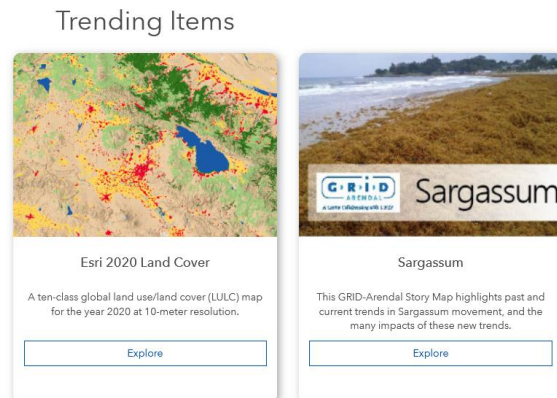 Trending Items
G·R·I·D
ARENDAL
Sargassum
Esri 2020 Land Cover
A ten-class global land use/land cover (LULC) map
for the year 2020 at 10-meter resolution.
Explore
Sargassum
This GRID-Arendal Story Map highlights past and
current trends in Sargassum movement, and the
many impacts of these new trends.
Explore